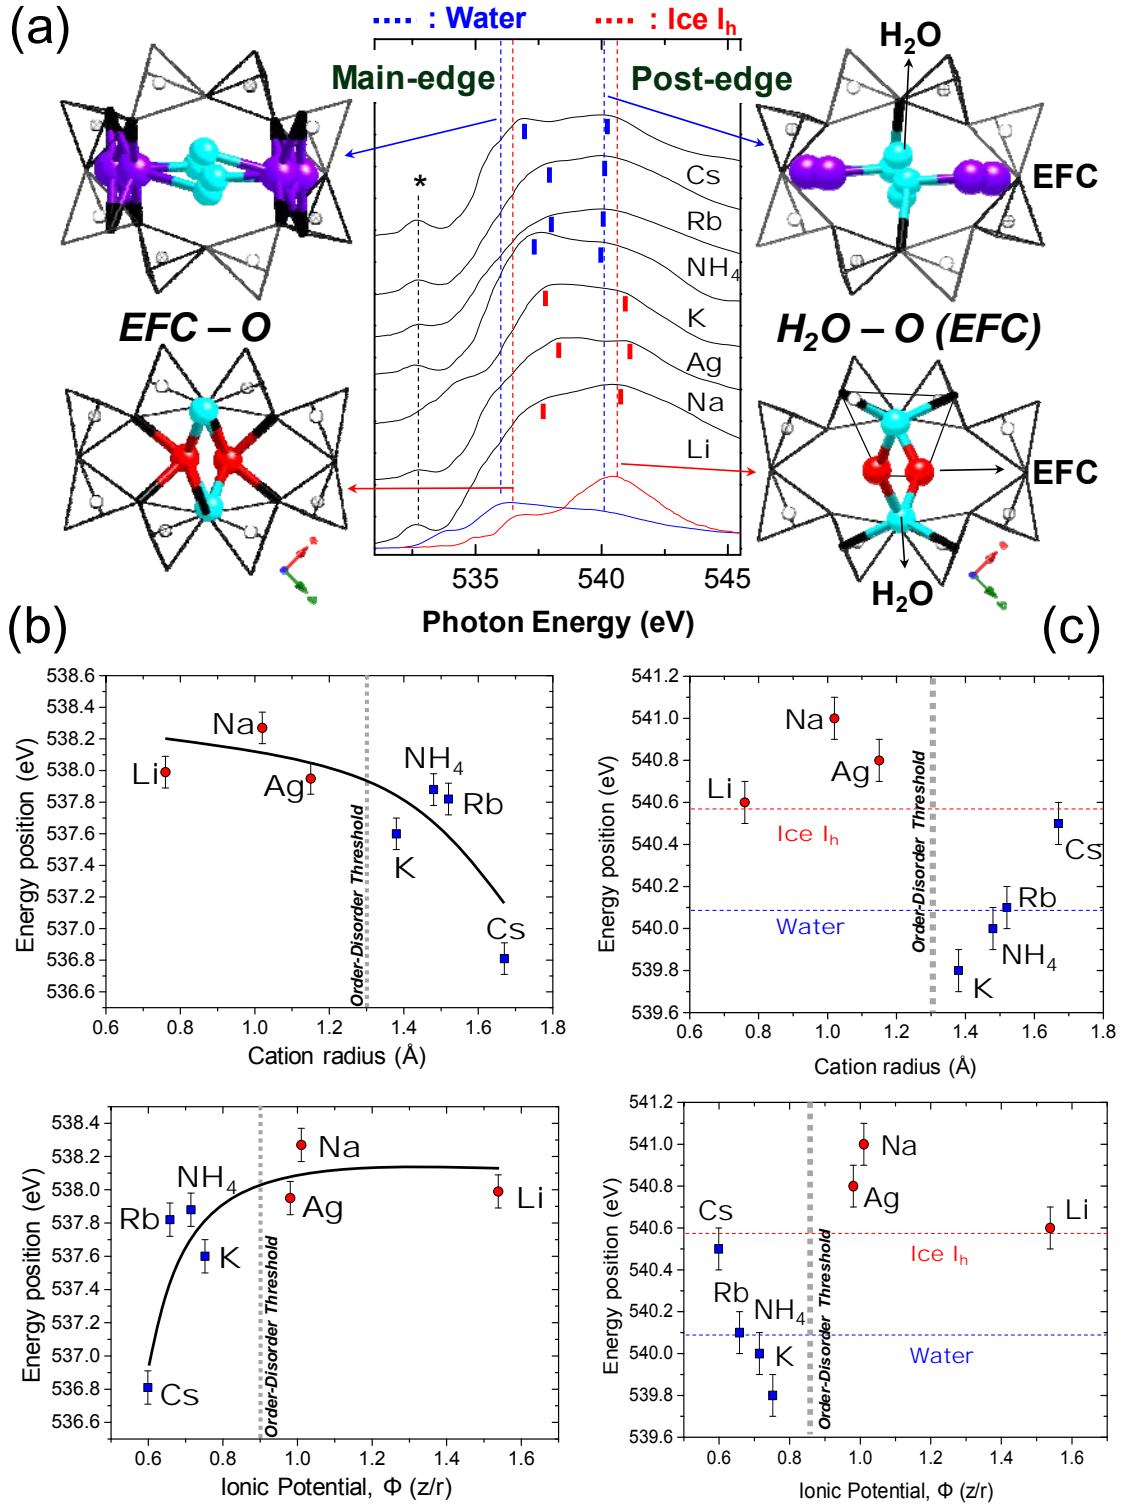 (a)
: Water
: Ice Ih
Main-edge
Post-edge
H2O
EFC
*
Cs
Rb
NH4
K
Ag
Na
Li
EFC – O
H2O – O (EFC)
EFC
H2O
535
540
545
Photon Energy (eV)
(b)
(c)
538.6
538.4
538.2
538.0
537.8
537.6
537.4
537.2
537.0
536.8
536.6
Energy position (eV)
Li
Na
Ag
NH4
Rb
K
Cs
Order-Disorder Threshold
0.6
0.8
1.0
1.2
1.4
1.6
1.8
Cation radius (Å)
541.2
541.0
540.8
540.6
540.4
540.2
540.0
539.8
539.6
Energy position (eV)
Na
Ag
Li
Ice Ih
Water
Cs
Rb
NH4
K
Order-Disorder Threshold
0.6
0.8
1.0
1.2
1.4
1.6
1.8
Cation radius (Å)
538.4
538.2
538.0
537.8
537.6
537.4
537.2
537.0
536.8
536.6
Energy position (eV)
NH4
Rb
K
Cs
Na
Ag
Li
Order-Disorder Threshold
0.6
0.8
1.0
1.2
1.4
1.6
Ionic Potential, Φ (z/r)
541.2
541.0
540.8
540.6
540.4
540.2
540.0
539.8
539.6
Energy position (eV)
Na
Ag
Li
Cs
Ice Ih
Rb
NH4
K
Water
Order-Disorder Threshold
0.6
0.8
1.0
1.2
1.4
1.6
Ionic Potential, Φ (z/r)